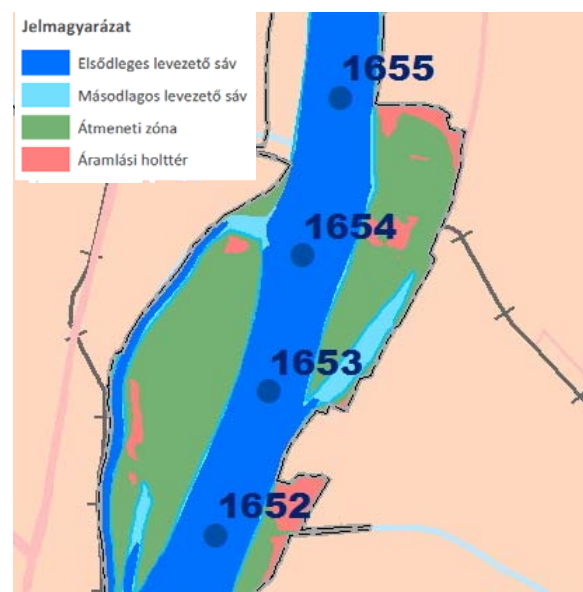 Jelmagyarázat
Elsődleges levezető sáv
Másodlagos levezető sáv
Átmeneti zóna
Áramlási holttér
1655
1654
1653
1652